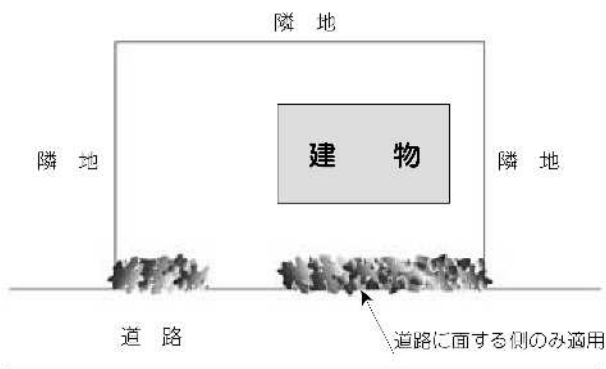 隣 地
隣 地
建 物
隣 地
道 路
道路に面する側のみ適用